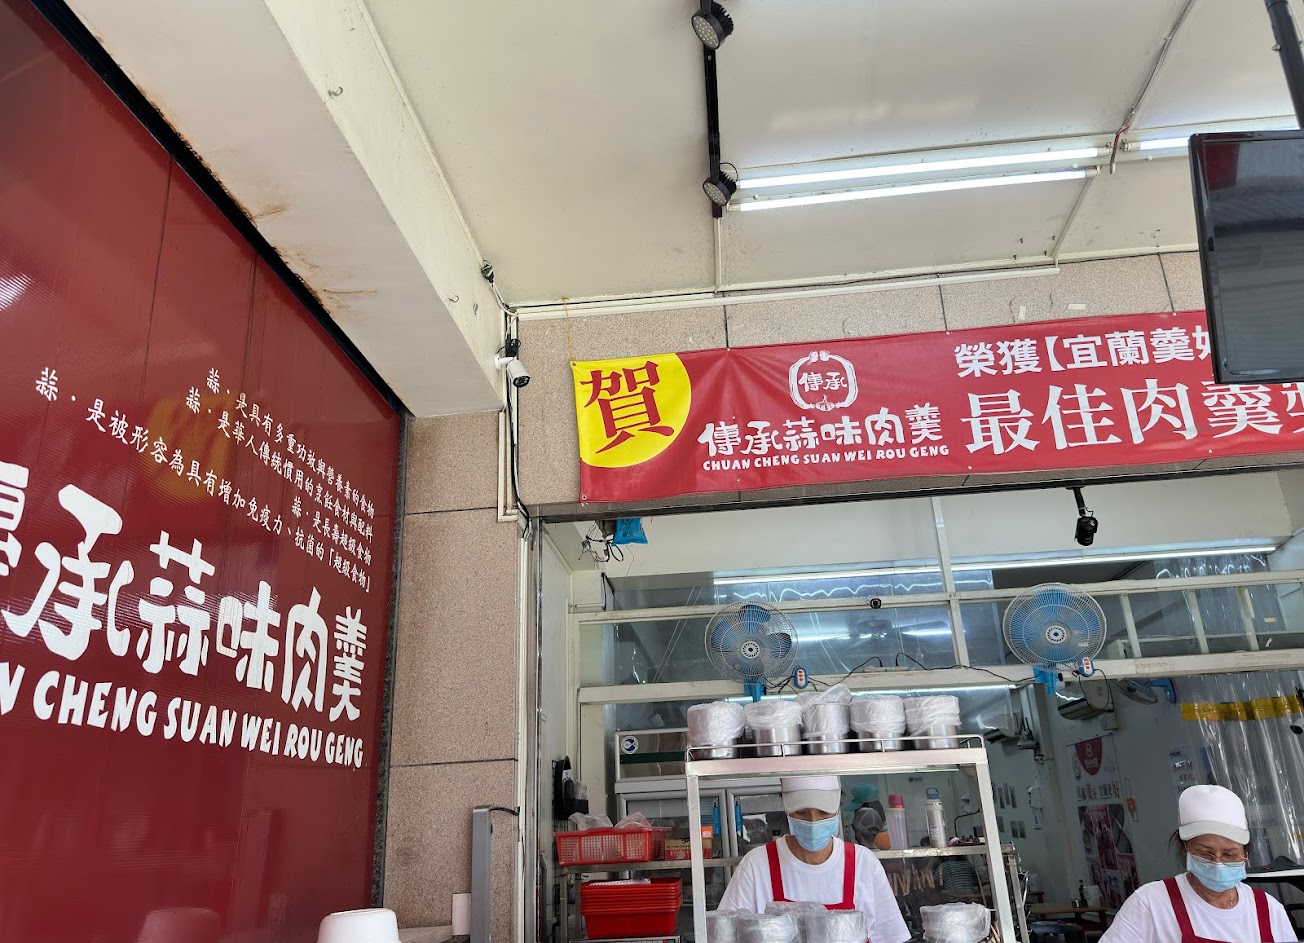 蒜．是具有多重功效與營養素的食物
蒜．是華人傳統慣用的烹飪食材與配料
蒜．是長壽超級食物
蒜．是被形容為具有增加免疫力、抗菌的「超級食物」
傳承蒜味肉羹
N CHENG SUAN WEI ROU GENG
賀
傳承
傳承蒜味肉羹
CHUAN CHENG SUAN WEI ROU GENG
榮獲【宜蘭羹
最佳肉羹獎